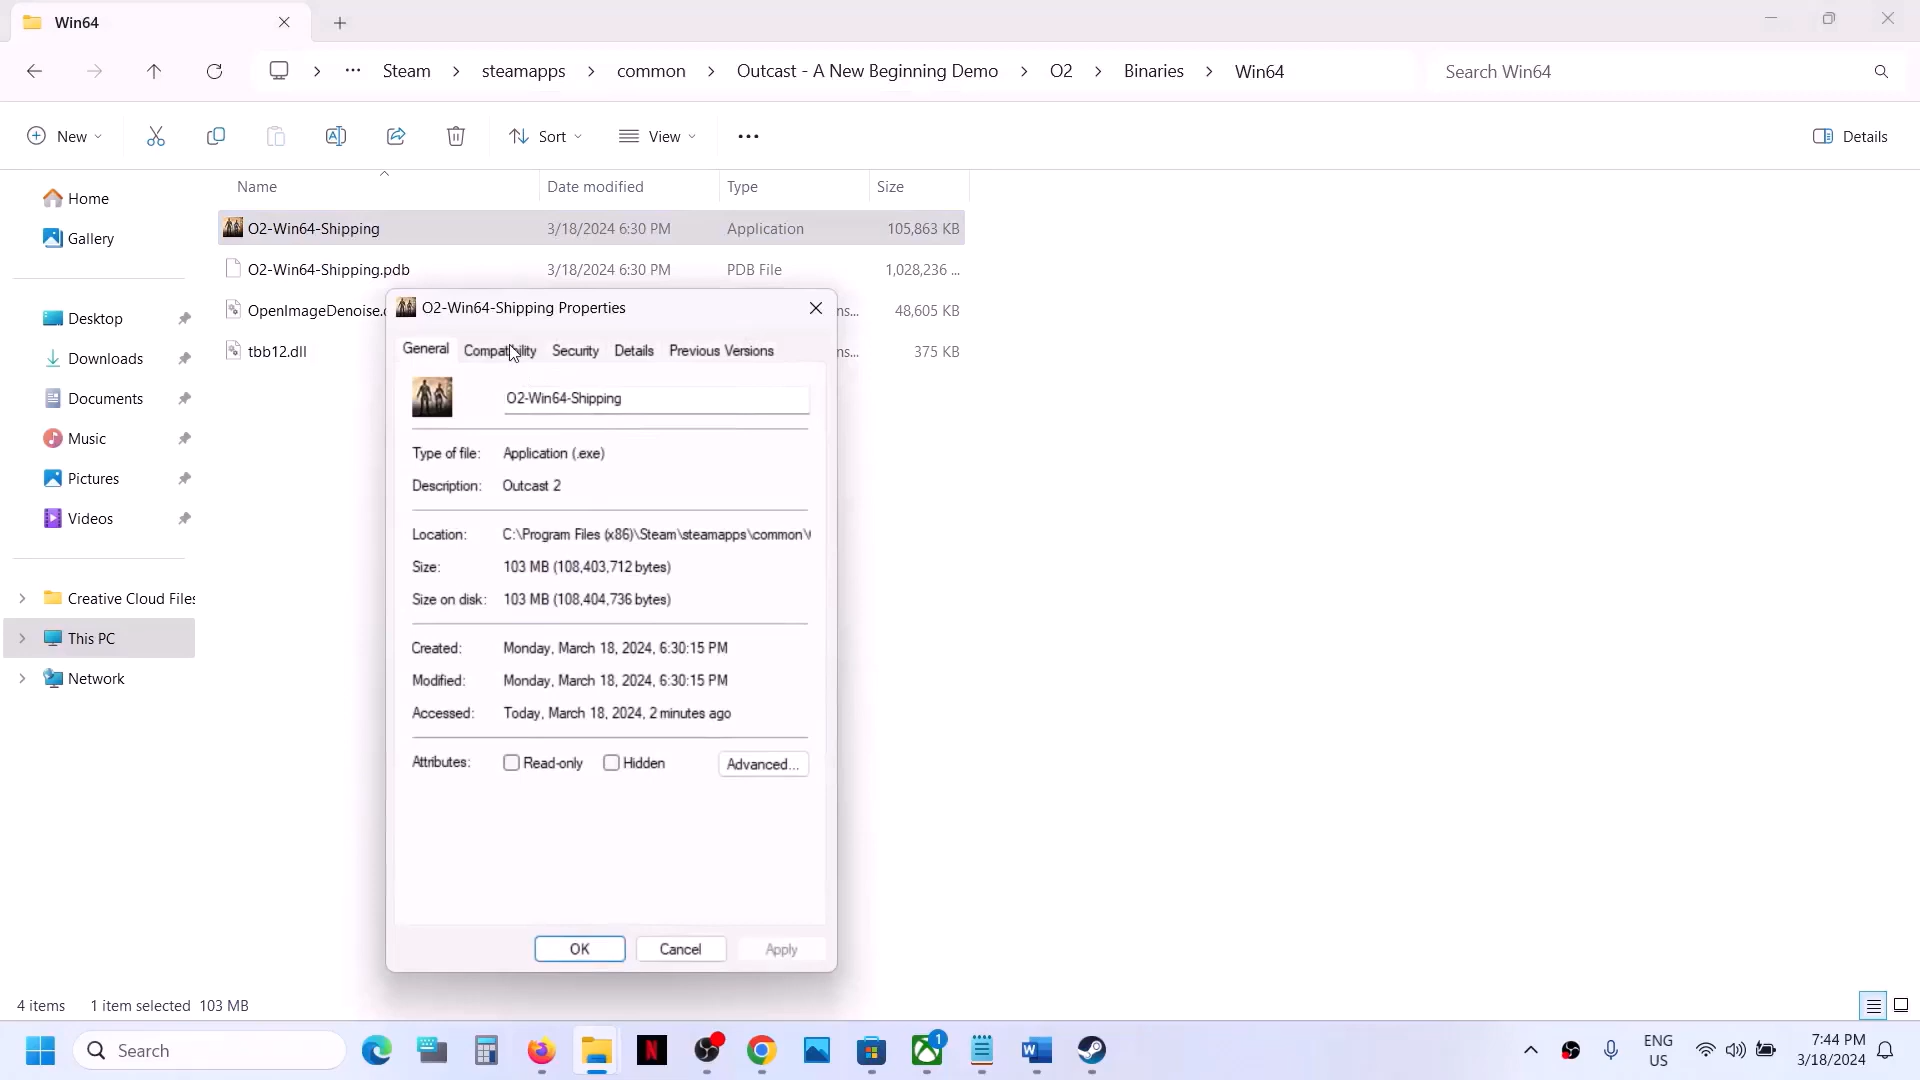 Win64
Steam
steamapps
common
Outcast - A New Beginning Demo
O2
Binaries
Win64
Search Win64
New
Sort
View
Details
Name
Date modified
Type
Size
Home
Gallery
Desktop
Downloads
Documents
Music
Pictures
Videos
Creative Cloud Files
This PC
Network
O2-Win64-Shipping 3/18/2024 6:30 PM Application 105,863 KB
O2-Win64-Shipping.pdb 3/18/2024 6:30 PM PDB File 1,028,236 ...
OpenImageDenoise. 48,605 KB
tbb12.dll 375 KB
O2-Win64-Shipping Properties
General Compatibility Security Details Previous Versions
O2-Win64-Shipping
Type of file: Application (.exe)
Description: Outcast 2
Location: C:\Program Files (x86)\Steam\steamapps\common\
Size: 103 MB (108,403,712 bytes)
Size on disk: 103 MB (108,404,736 bytes)
Created: Monday, March 18, 2024, 6:30:15 PM
Modified: Monday, March 18, 2024, 6:30:15 PM
Accessed: Today, March 18, 2024, 2 minutes ago
Attributes: Read-only Hidden Advanced...
OK Cancel Apply
4 items 1 item selected 103 MB
Search
1
ENG
US
7:44 PM
3/18/2024